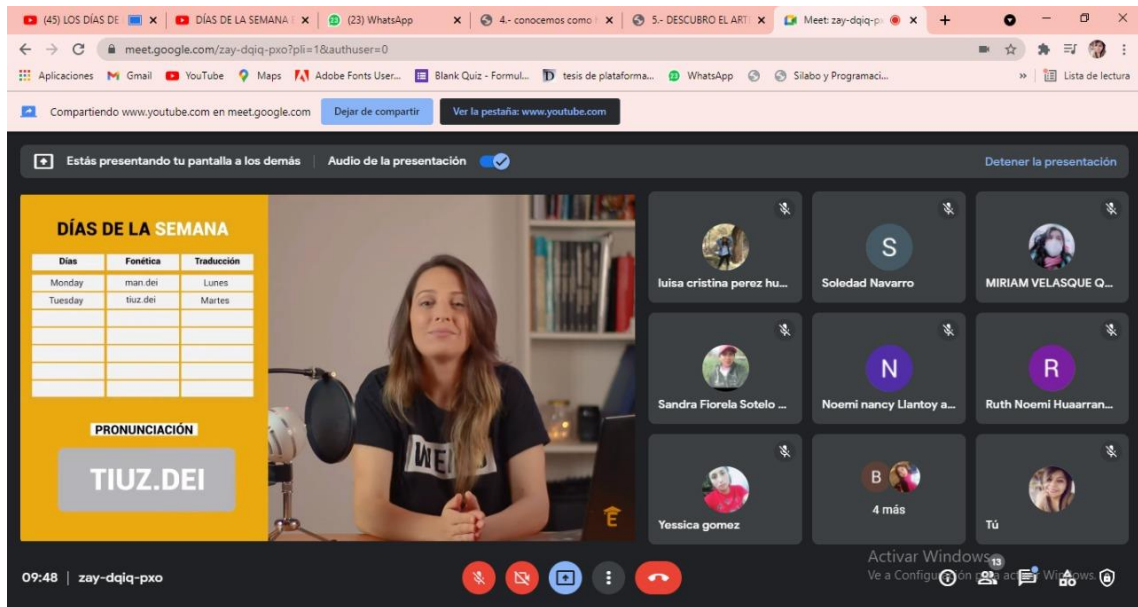 (45) LOS DÍAS DE
DÍAS DE LA SEMANA
(23) WhatsApp
4.- conocemos como
5.- DESCUBRO EL ART
Meet: zay-dqiq-p
meet.google.com/zay-dqiq-pxo?pli=1&authuser=0
Aplicaciones Gmail YouTube Maps Adobe Fonts User... Blank Quiz - Formul... tesis de plataforma... WhatsApp Sílabo y Programaci... » Lista de lectura
Compartiendo www.youtube.com en meet.google.com Dejar de compartir Ver la pestaña: www.youtube.com
Estás presentando tu pantalla a los demás Audio de la presentación Detener la presentación
DÍAS DE LA SEMANA
Días Fonética Traducción
Monday man.dei Lunes
Tuesday tiuz.dei Martes
PRONUNCIACIÓN
TIUZ.DEI
E
luisa cristina perez hu...
S
Soledad Navarro
MIRIAM VELASQUE Q...
Sandra Fiorela Sotelo ...
N
Noemi nancy Llantoy a...
R
Ruth Noemi Huaarran...
Yessica gomez
B
4 más
Tú
Activar Windows
09:48 | zay-dqiq-pxo
13